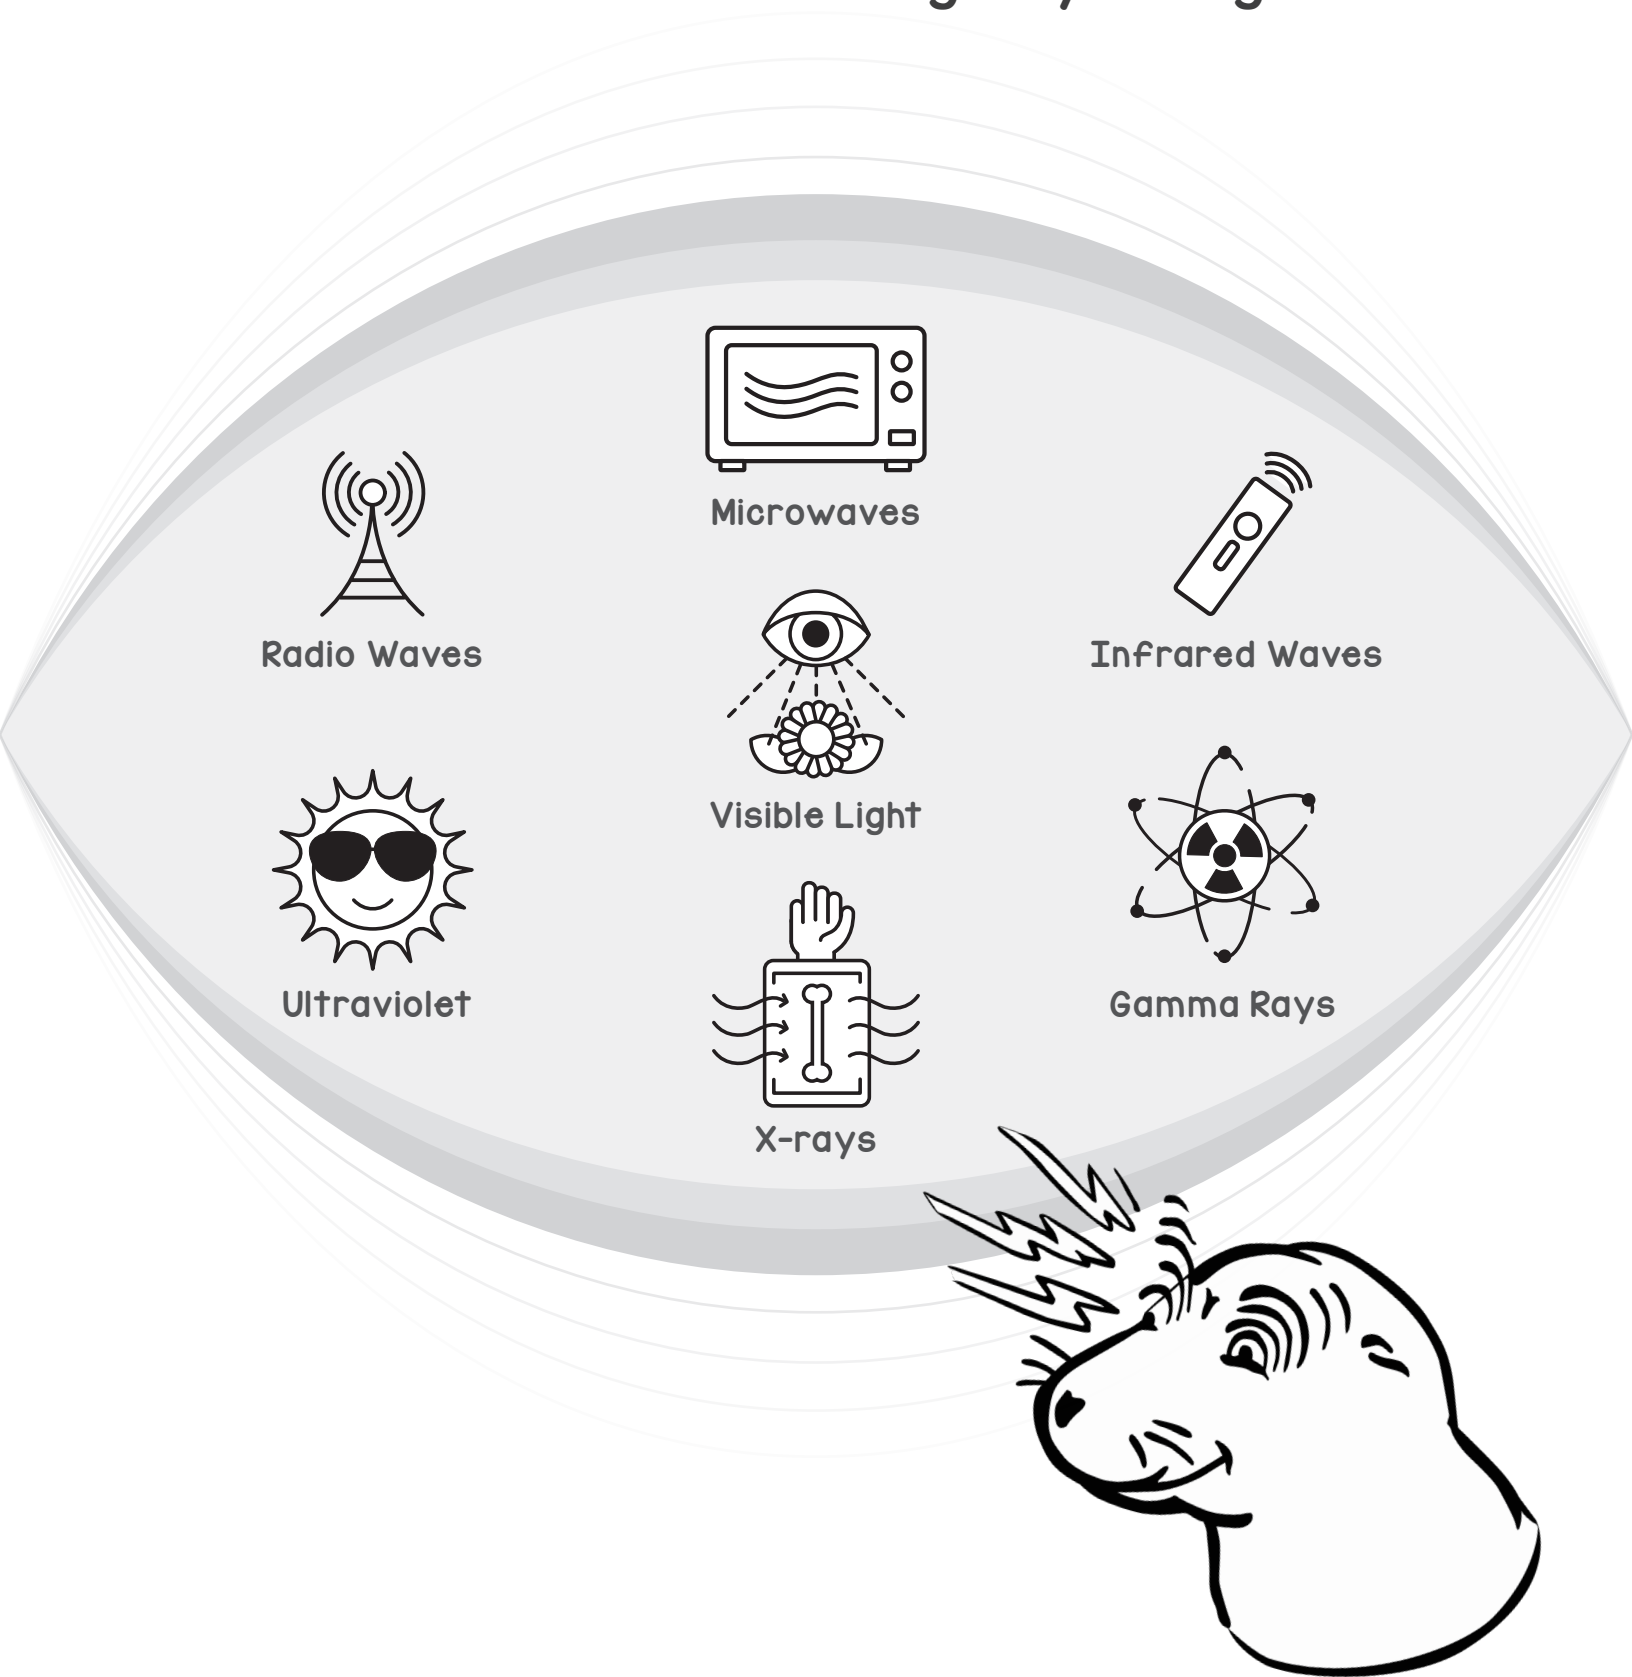 Microwaves
Radio Waves
Infrared Waves
Visible Light
Ultraviolet
Gamma Rays
X-rays